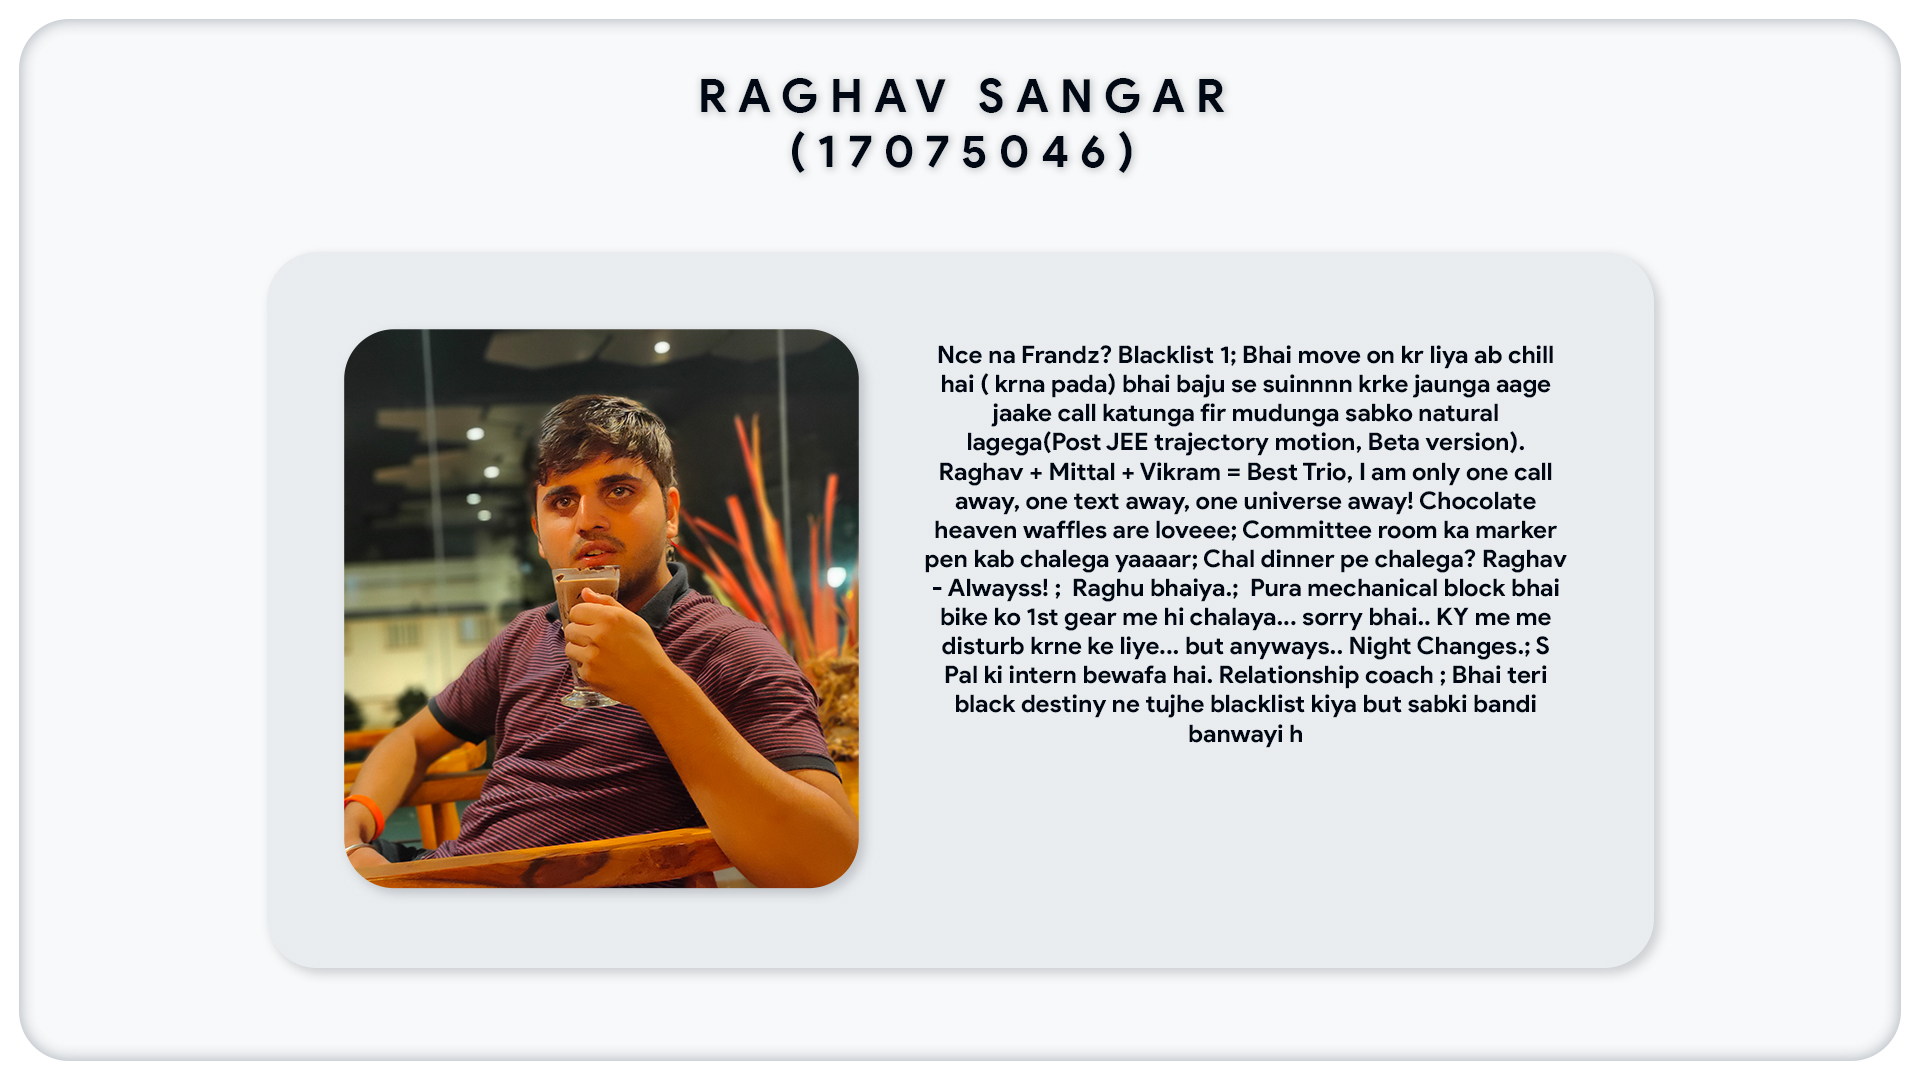 RAGHAV SANGAR
(17075046)
Nce na Frandz? Blacklist 1; Bhai move on kr liya ab chill
hai ( krna pada) bhai baju se suinnnn krke jaunga aage
jaake call katunga fir mudunga sabko natural
lagega(Post JEE trajectory motion, Beta version).
Raghav + Mittal + Vikram = Best Trio, I am only one call
away, one text away, one universe away! Chocolate
heaven waffles are loveee; Committee room ka marker
pen kab chalega yaaaar; Chal dinner pe chalega? Raghav
- Alwayss! ;  Raghu bhaiya.;  Pura mechanical block bhai
bike ko 1st gear me hi chalaya... sorry bhai.. KY me me
disturb krne ke liye... but anyways.. Night Changes.; S
Pal ki intern bewafa hai. Relationship coach ; Bhai teri
black destiny ne tujhe blacklist kiya but sabki bandi
banwayi h